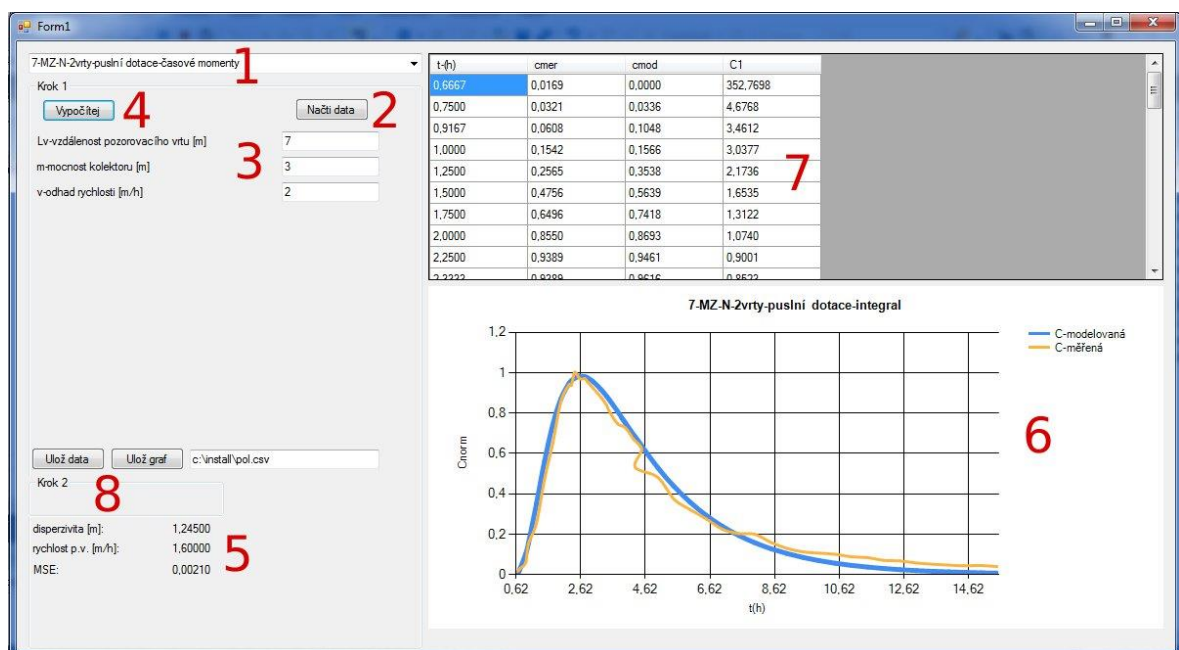 Form1
7-MZ-N-2vrty-puslní dotace-časové momenty
1
Krok 1
Vypočítej
4
Načti data
2
Lv-vzdálenost pozorovacího vrtu [m]
7
3
m-mocnost kolektoru [m]
3
v-odhad rychlosti [m/h]
2
Ulož data
Ulož graf
c:\install\pol.csv
Krok 2
8
disperzivita [m]: 1,24500
rychlost p.v. [m/h]: 1,60000
5
MSE: 0,00210
t-(h) cmer cmod C1
0,6667 0,0169 0,0000 352,7698
0,7500 0,0321 0,0336 4,6768
0,9167 0,0608 0,1048 3,4612
1,0000 0,1542 0,1566 3,0377
1,2500 0,2565 0,3538 2,1736
7
1,5000 0,4756 0,5639 1,6535
1,7500 0,6496 0,7418 1,3122
2,0000 0,8550 0,8693 1,0740
2,2500 0,9389 0,9461 0,9001
2,3333 0,9389 0,9616 0,8523
7-MZ-N-2vrty-puslní dotace-integral
C-modelovaná
C-měřená
6
Cnorm
1,2
1
0,8
0,6
0,4
0,2
0
0,62 2,62 4,62 6,62 8,62 10,62 12,62 14,62
t(h)